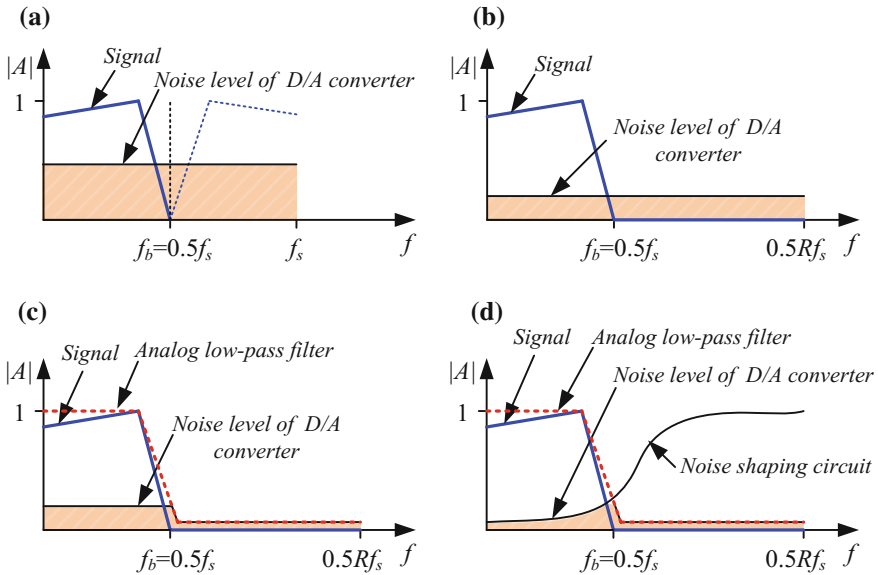 (a)
|A|
Signal
Noise level of D/A converter
1
f_b=0.5f_s
f_s
f
(b)
|A|
Signal
1
Noise level of D/A
converter
f_b=0.5f_s
0.5Rf_s
f
(c)
|A|
Signal
Analog low-pass filter
1
Noise level of D/A
converter
f_b=0.5f_s
0.5Rf_s
f
(d)
|A|
Signal
Analog low-pass filter
Noise level of D/A converter
1
Noise shaping circuit
f_b=0.5f_s
0.5Rf_s
f